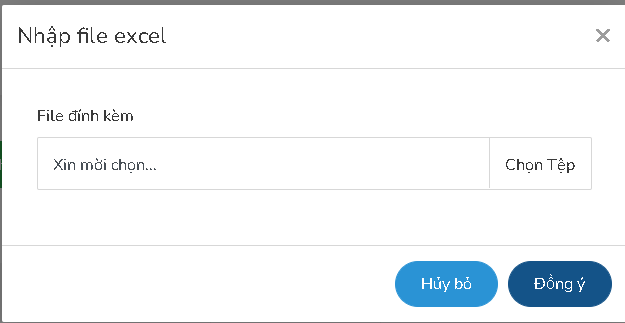 Nhập file excel
File đính kèm
Xin mời chọn...
Chọn Tệp
Hủy bỏ
Đồng ý